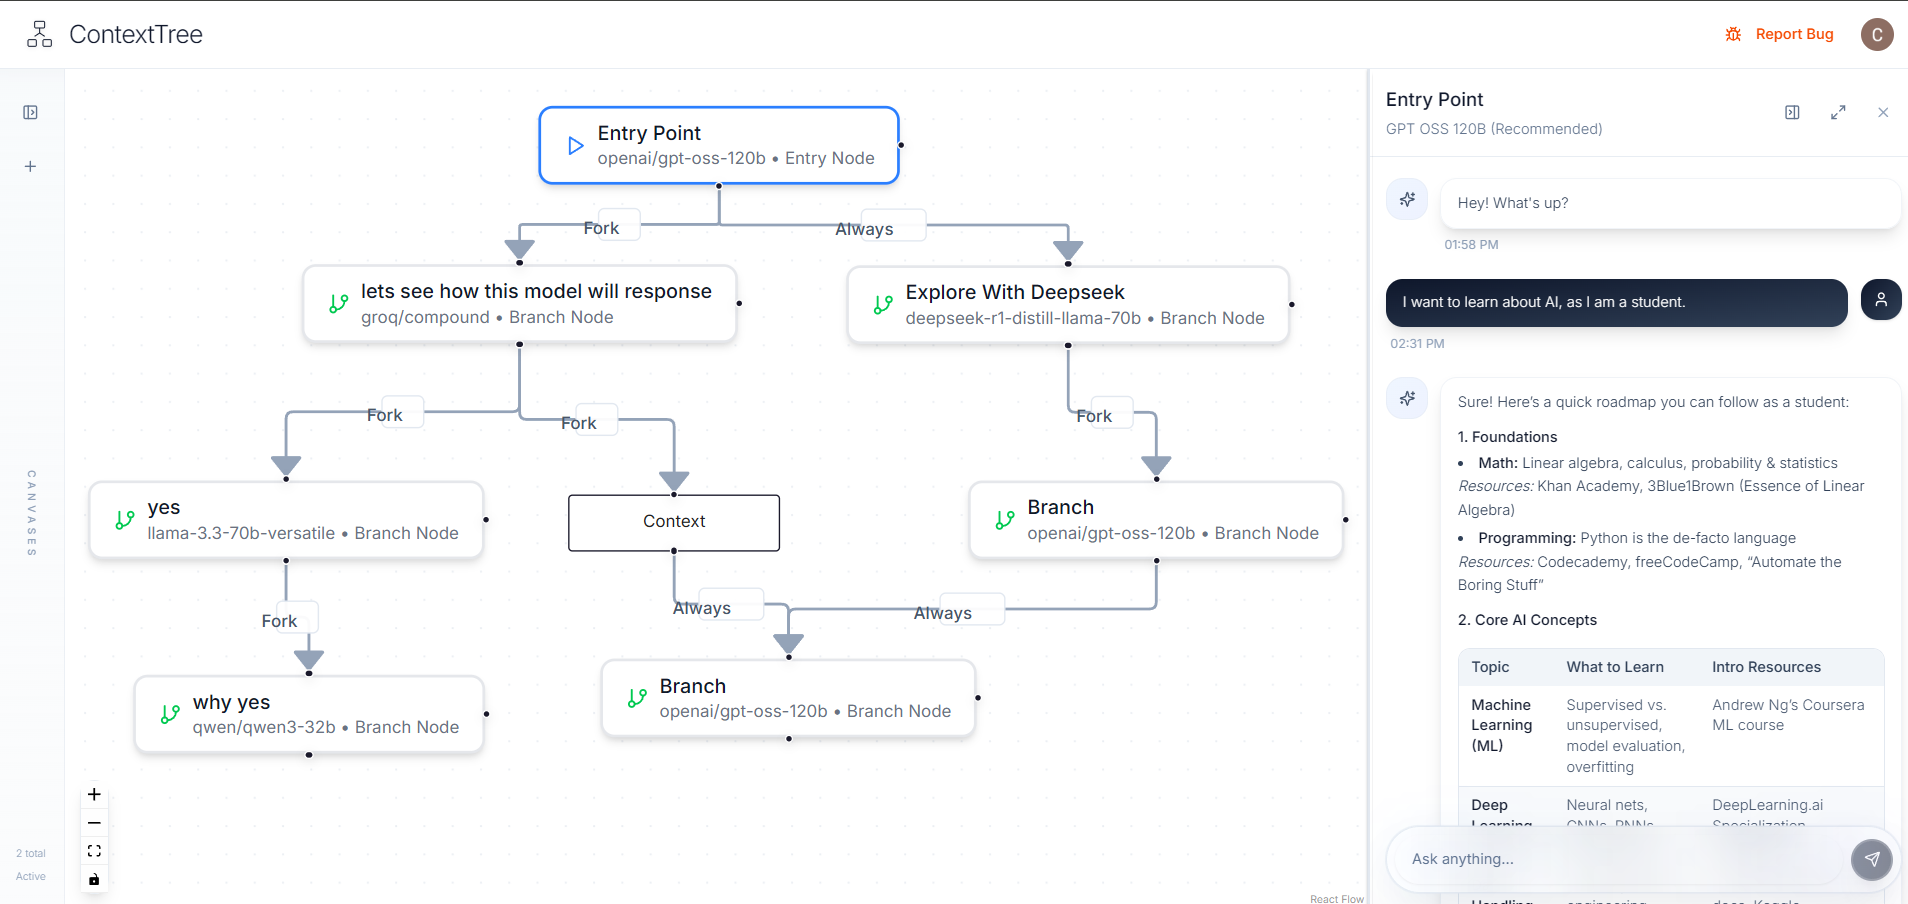 ContextTree
Report Bug
C
CANVASES
2 total
Active
Entry Point
openai/gpt-oss-120b • Entry Node
Fork
Always
lets see how this model will response
groq/compound • Branch Node
Explore With Deepseek
deepseek-r1-distill-llama-70b • Branch Node
Fork
Fork
Fork
yes
llama-3.3-70b-versatile • Branch Node
Context
Branch
openai/gpt-oss-120b • Branch Node
Fork
Always
Always
why yes
qwen/qwen3-32b • Branch Node
Branch
openai/gpt-oss-120b • Branch Node
React Flow
Entry Point
GPT OSS 120B (Recommended)
Hey! What's up?
01:58 PM
I want to learn about AI, as I am a student.
02:31 PM
Sure! Here’s a quick roadmap you can follow as a student:
1. Foundations
• Math: Linear algebra, calculus, probability & statistics
Resources: Khan Academy, 3Blue1Brown (Essence of Linear
Algebra)
• Programming: Python is the de-facto language
Resources: Codecademy, freeCodeCamp, “Automate the
Boring Stuff”
2. Core AI Concepts
Topic What to Learn Intro Resources
Machine Supervised vs. Andrew Ng’s Coursera
Learning unsupervised, ML course
(ML) model evaluation,
overfitting
Deep Neural nets, DeepLearning.ai
Learning CNNs, RNNs Specialization
Ask anything...
Handling engineering, docs, Kaggle